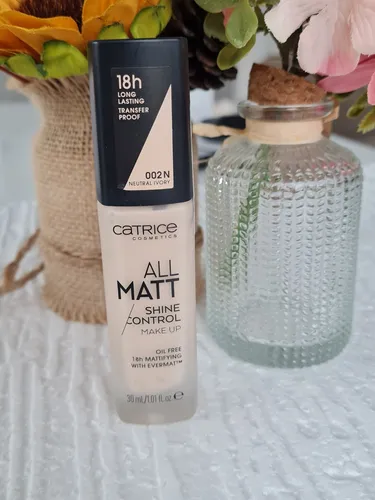 18h
LONG
LASTING
TRANSFER
PROOF
002 N
NEUTRAL IVORY
CATRICE
COSMETICS
ALL
MATT
SHINE
CONTROL
MAKE UP
OIL FREE
18h MATTIFYING
WITH EVERMAT™
30 ml/1.01 fl.oz ℮